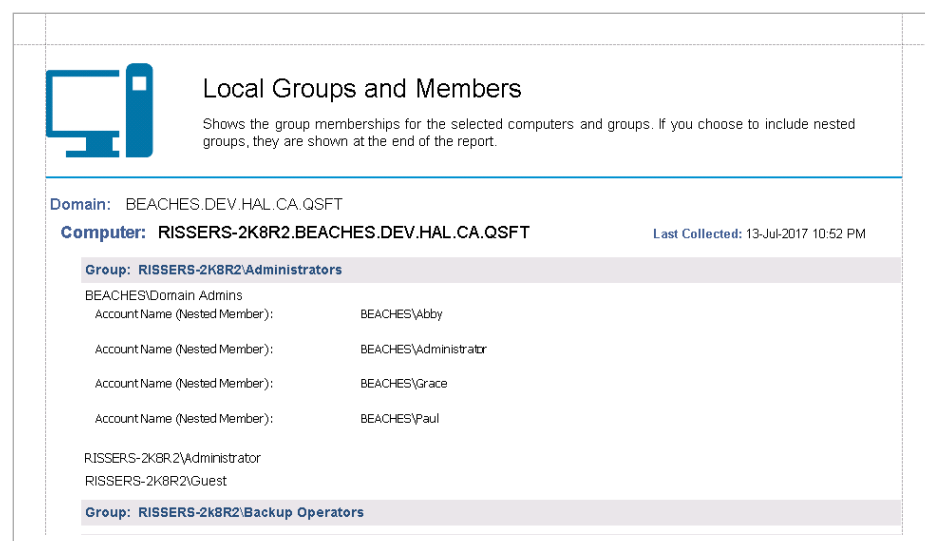 Local Groups and Members
Shows the group memberships for the selected computers and groups. If you choose to include nested
groups, they are shown at the end of the report.
Domain: BEACHES.DEV.HAL.CA.QSFT
Computer: RISSERS-2K8R2.BEACHES.DEV.HAL.CA.QSFT Last Collected: 13-Jul-2017 10:52 PM
Group: RISSERS-2K8R2\Administrators
BEACHES\Domain Admins
Account Name (Nested Member): BEACHES\Abby
Account Name (Nested Member): BEACHES\Administrator
Account Name (Nested Member): BEACHES\Grace
Account Name (Nested Member): BEACHES\Paul
RISSERS-2K8R2\Administrator
RISSERS-2K8R2\Guest
Group: RISSERS-2k8R2\Backup Operators